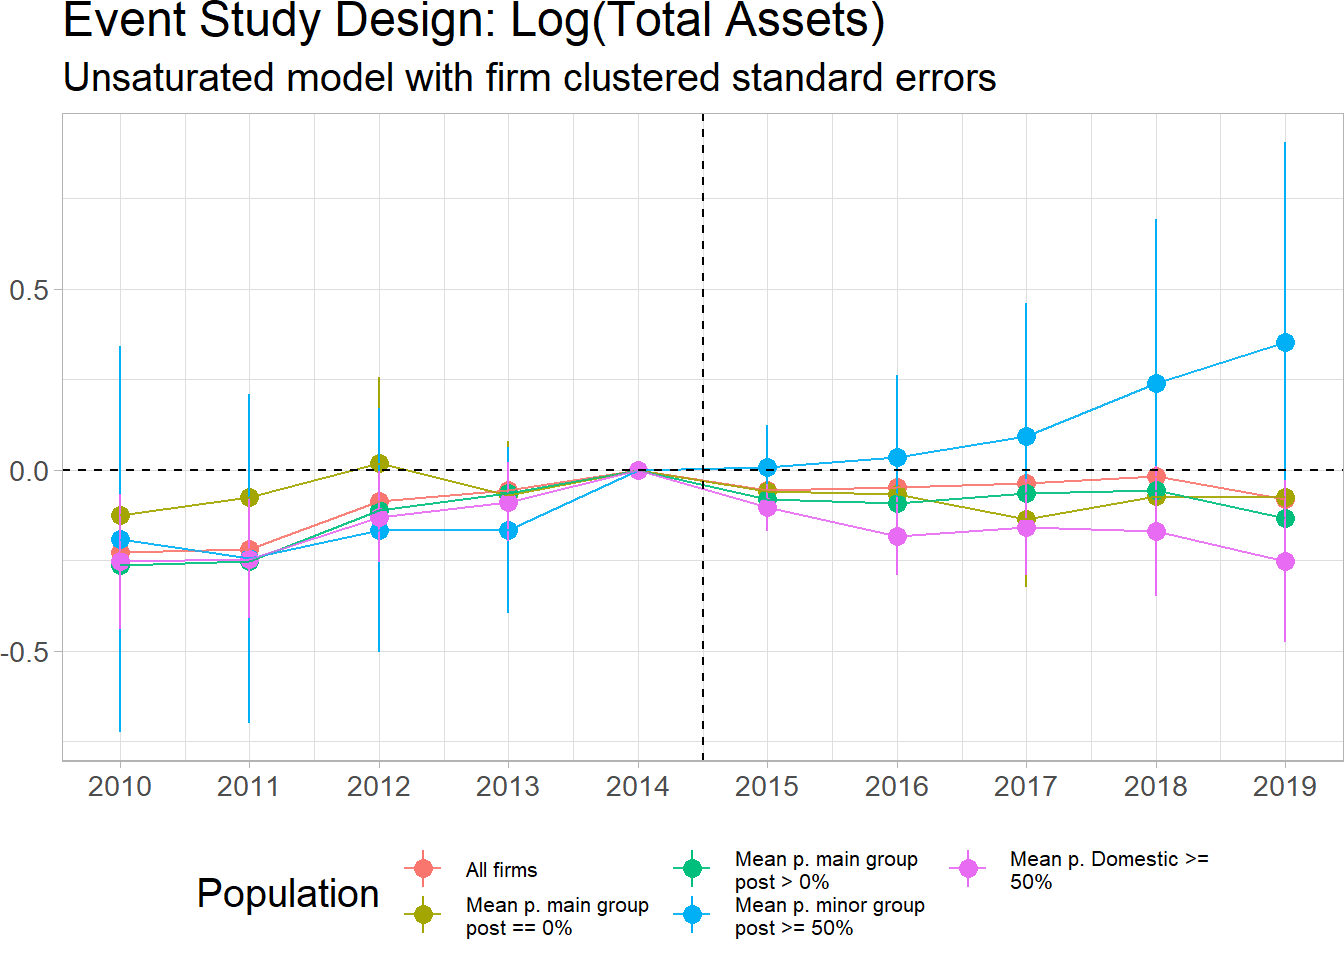 Event Study Design: Log(Total Assets)
Unsaturated model with firm clustered standard errors
0.5
0.0
-0.5
2010 2011 2012 2013 2014 2015 2016 2017 2018 2019
Population
All firms
Mean p. main group
post == 0%
Mean p. main group
post > 0%
Mean p. minor group
post >= 50%
Mean p. Domestic >=
50%